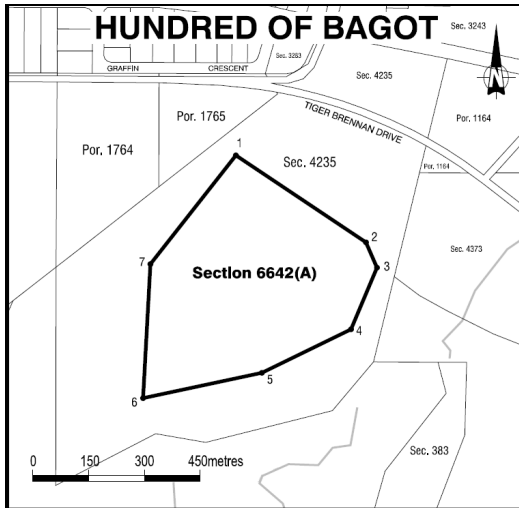 HUNDRED OF BAGOT
Sec. 3243
Sec. 3263
GRAFFIN CRESCENT
Sec. 4235
N
Por. 1765
TIGER BRENNAN DRIVE
Por. 1164
Por. 1764
1
Sec. 4235
Por. 1164
2
Sec. 4373
7
3
Section 6642(A)
4
5
6
Sec. 383
0 150 300 450metres